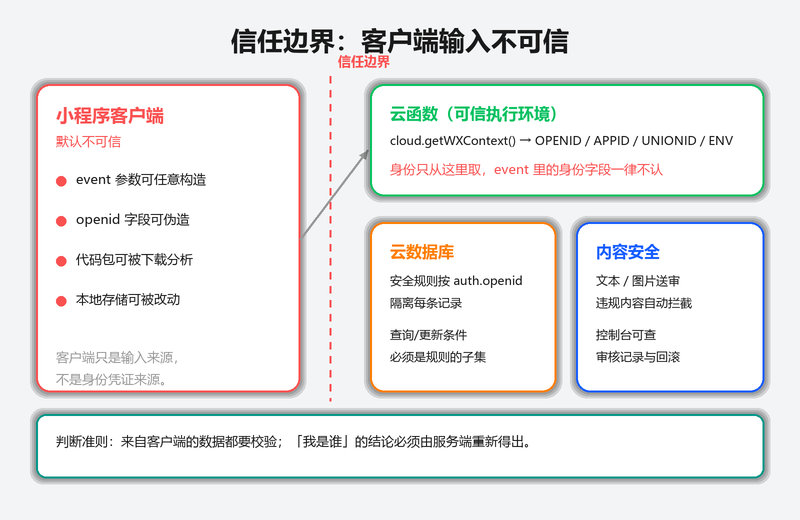 信任边界：客户端输入不可信
信任边界
小程序客户端
默认不可信
event 参数可任意构造
openid 字段可伪造
代码包可被下载分析
本地存储可被改动
客户端只是输入来源，
不是身份凭证来源。
云函数（可信执行环境）
cloud.getWXContext() → OPENID / APPID / UNIONID / ENV
身份只从这里取，event 里的身份字段一律不认
云数据库
安全规则按 auth.openid
隔离每条记录
查询/更新条件
必须是规则的子集
内容安全
文本 / 图片送审
违规内容自动拦截
控制台可查
审核记录与回滚
判断准则：来自客户端的数据都要校验；「我是谁」的结论必须由服务端重新得出。